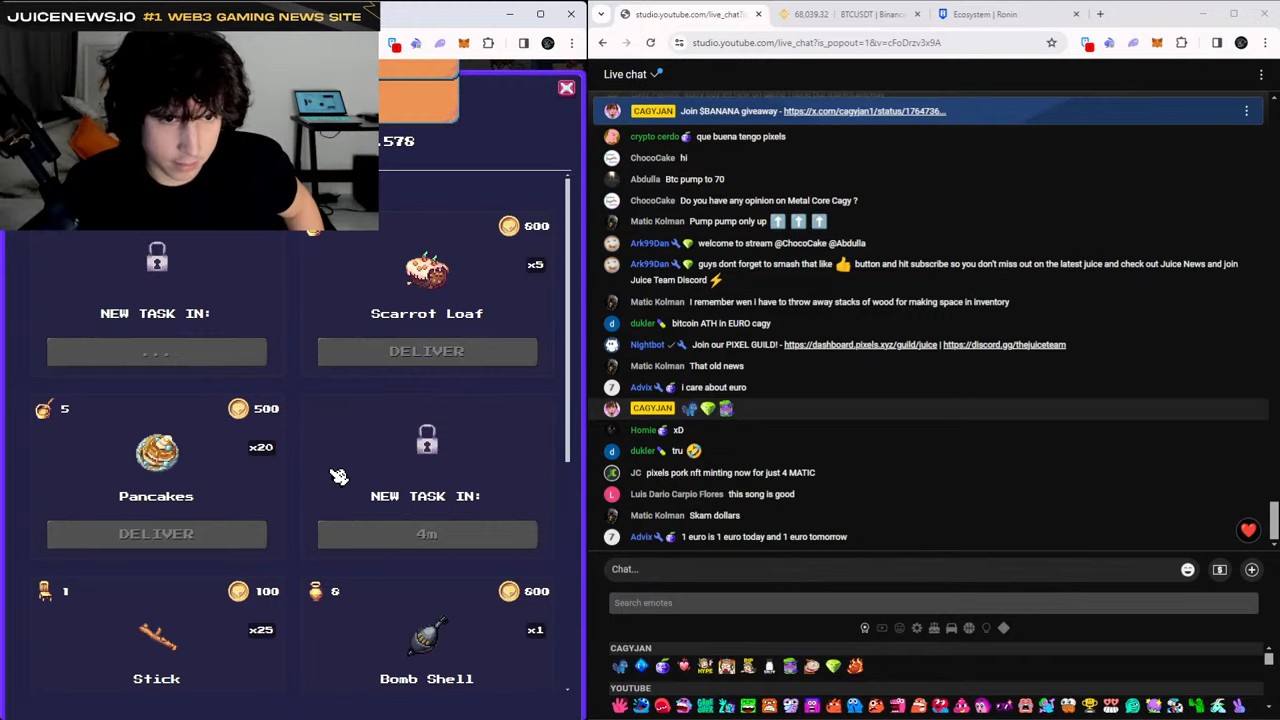 JUICENEWS.IO #1 WEB3 GAMING NEWS SITE
.578
800
x5
Scarrot Loaf
NEW TASK IN:
...
DELIVER
5
500
x20
Pancakes
DELIVER
NEW TASK IN:
4m
1
100
x25
Stick
8
800
x1
Bomb Shell
studio.youtube.com/live_chat?is
68,039.32 BTCUSDT | Binance
Ecosystem | Ronin
studio.youtube.com/live_chat?is_popout=1&v=cFoDrzv3x9A
Live chat
CAGYJAN Join $BANANA giveaway - https://x.com/cagyjan1/status/1764736...
crypto cerdo que buena tengo pixels
ChocoCake hi
Abdulla Btc pump to 70
ChocoCake Do you have any opinion on Metal Core Cagy ?
Matic Kolman Pump pump only up
Ark99Dan welcome to stream @ChocoCake @Abdulla
Ark99Dan guys dont forget to smash that like button and hit subscribe so you don't miss out on the latest juice and check out Juice News and join
Juice Team Discord
Matic Kolman I remember wen i have to throw away stacks of wood for making space in inventory
dukler bitcoin ATH in EURO cagy
Nightbot Join our PIXEL GUILD! - https://dashboard.pixels.xyz/guild/juice | https://discord.gg/thejuiceteam
Matic Kolman That old news
Advix i care about euro
CAGYJAN
Homie xD
dukler tru
JC pixels pork nft minting now for just 4 MATIC
Luis Dario Carpio Flores this song is good
Matic Kolman Skam dollars
Advix 1 euro is 1 euro today and 1 euro tomorrow
Chat...
Search emotes
CAGYJAN
YOUTUBE